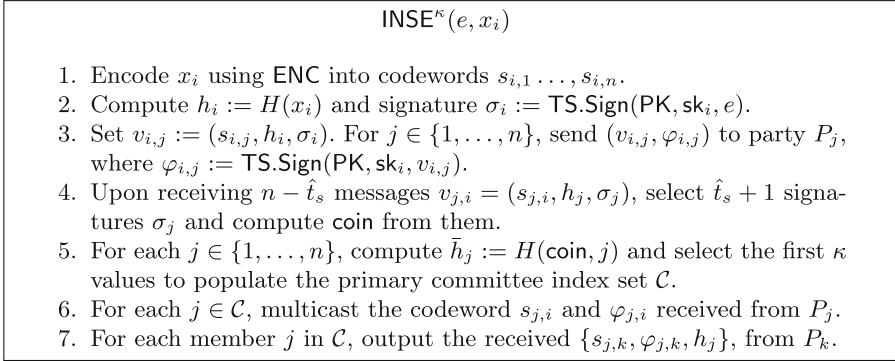 INSE^κ(e, x_i)
1. Encode x_i using ENC into codewords s_{i,1} ..., s_{i,n}.
2. Compute h_i := H(x_i) and signature σ_i := TS.Sign(PK, sk_i, e).
3. Set v_{i,j} := (s_{i,j}, h_i, σ_i). For j ∈ {1, ..., n}, send (v_{i,j}, φ_{i,j}) to party P_j,
where φ_{i,j} := TS.Sign(PK, sk_i, v_{i,j}).
4. Upon receiving n − t̂_s messages v_{j,i} = (s_{j,i}, h_j, σ_j), select t̂_s + 1 signa-
tures σ_j and compute coin from them.
5. For each j ∈ {1, ..., n}, compute h̄_j := H(coin, j) and select the first κ
values to populate the primary committee index set C.
6. For each j ∈ C, multicast the codeword s_{j,i} and φ_{j,i} received from P_j.
7. For each member j in C, output the received {s_{j,k}, φ_{j,k}, h_j}, from P_k.